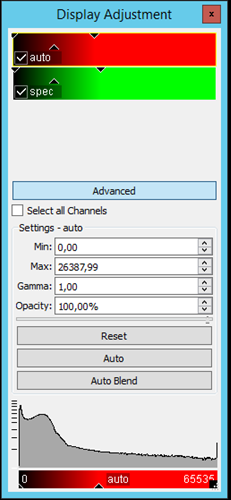 Display Adjustment
x
auto
spec
Advanced
Select all Channels
Settings - auto
Min: 0,00
Max: 26387,99
Gamma: 1,00
Opacity: 100,00%
Reset
Auto
Auto Blend
0 auto 65535